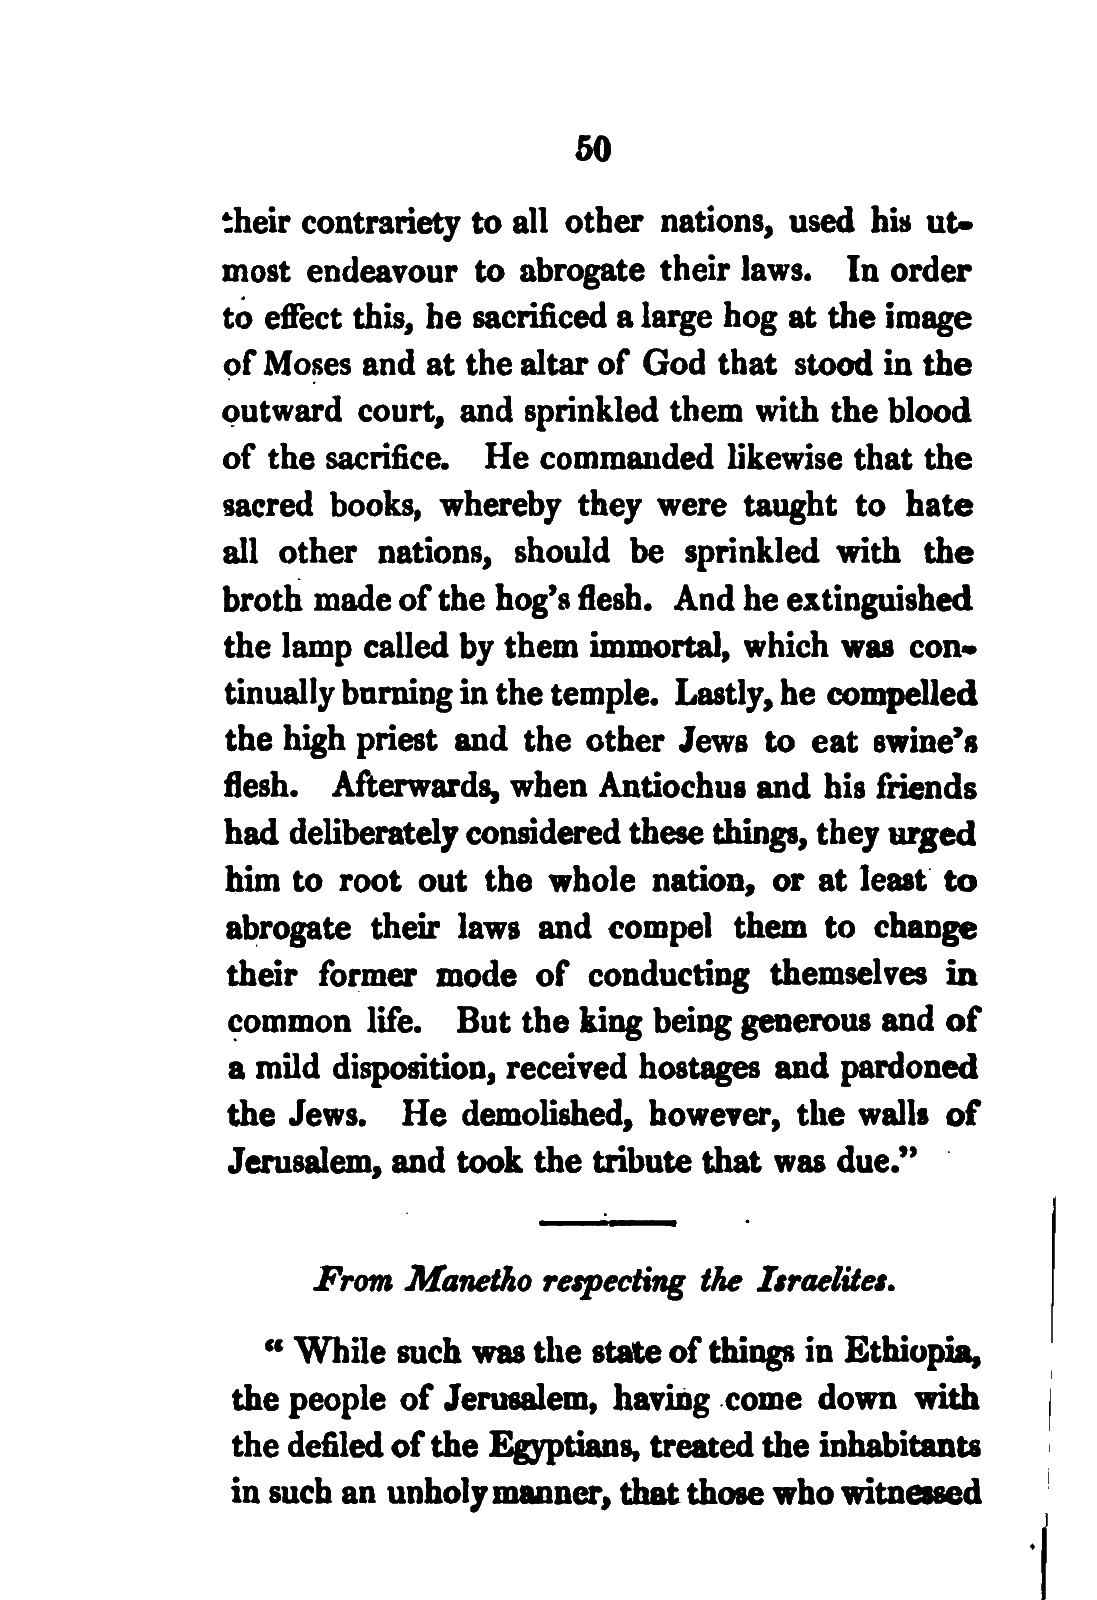 50
their contrariety to all other nations, used his ut-
most endeavour to abrogate their laws. In order
to effect this, he sacrificed a large hog at the image
of Moses and at the altar of God that stood in the
outward court, and sprinkled them with the blood
of the sacrifice. He commanded likewise that the
sacred books, whereby they were taught to hate
all other nations, should be sprinkled with the
broth made of the hog's flesh. And he extinguished
the lamp called by them immortal, which was con-
tinually burning in the temple. Lastly, he compelled
the high priest and the other Jews to eat swine's
flesh. Afterwards, when Antiochus and his friends
had deliberately considered these things, they urged
him to root out the whole nation, or at least to
abrogate their laws and compel them to change
their former mode of conducting themselves in
common life. But the king being generous and of
a mild disposition, received hostages and pardoned
the Jews. He demolished, however, the walls of
Jerusalem, and took the tribute that was due."
From Manetho respecting the Israelites.
"While such was the state of things in Ethiopia,
the people of Jerusalem, having come down with
the defiled of the Egyptians, treated the inhabitants
in such an unholy manner, that those who witnessed